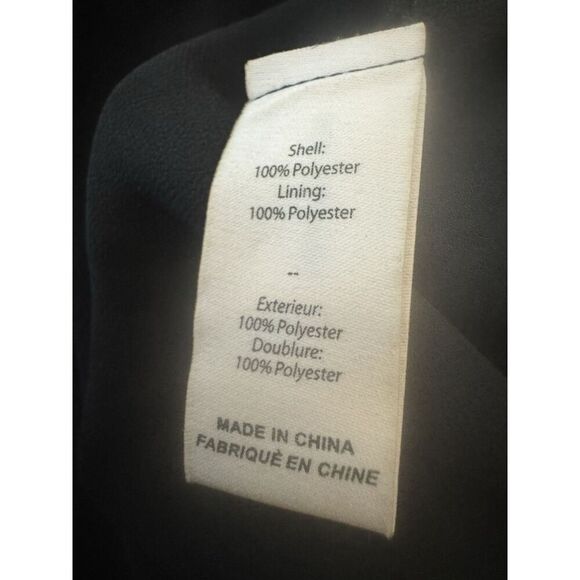 Shell:
100% Polyester
Lining:
100% Polyester
--
Exterieur:
100% Polyester
Doublure:
100% Polyester
MADE IN CHINA
FABRIQUÈ EN CHINE